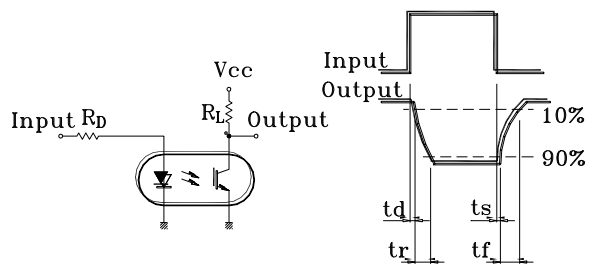 Vcc
RL
Input RD
Output
Input
Output
10%
90%
td
ts
tr
tf